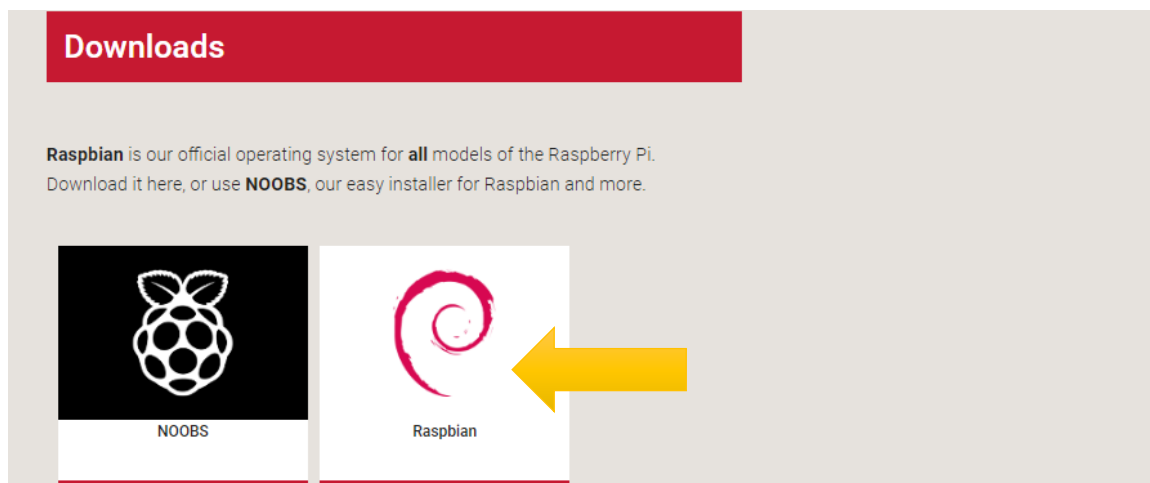 Downloads
Raspbian is our official operating system for all models of the Raspberry Pi.
Download it here, or use NOOBS, our easy installer for Raspbian and more.
NOOBS
Raspbian